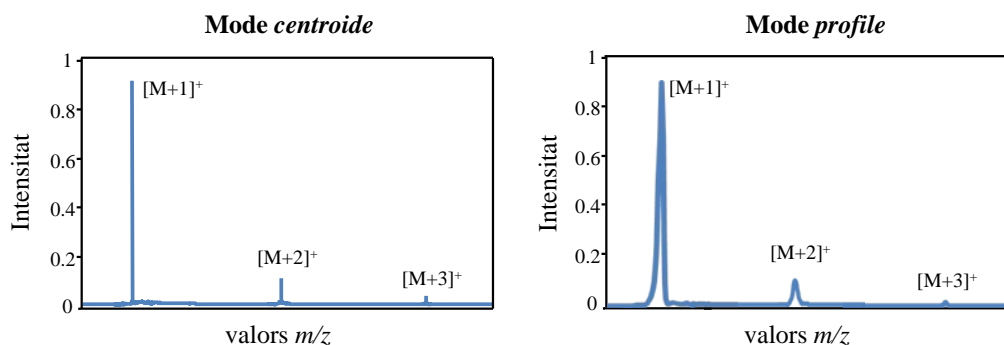 Mode centroide
1
0.8
0.6
0.4
0.2
0
Intensitat
[M+1]⁺
[M+2]⁺
[M+3]⁺
valors m/z
Mode profile
1
0.8
0.6
0.4
0.2
0
Intensitat
[M+1]⁺
[M+2]⁺
[M+3]⁺
valors m/z